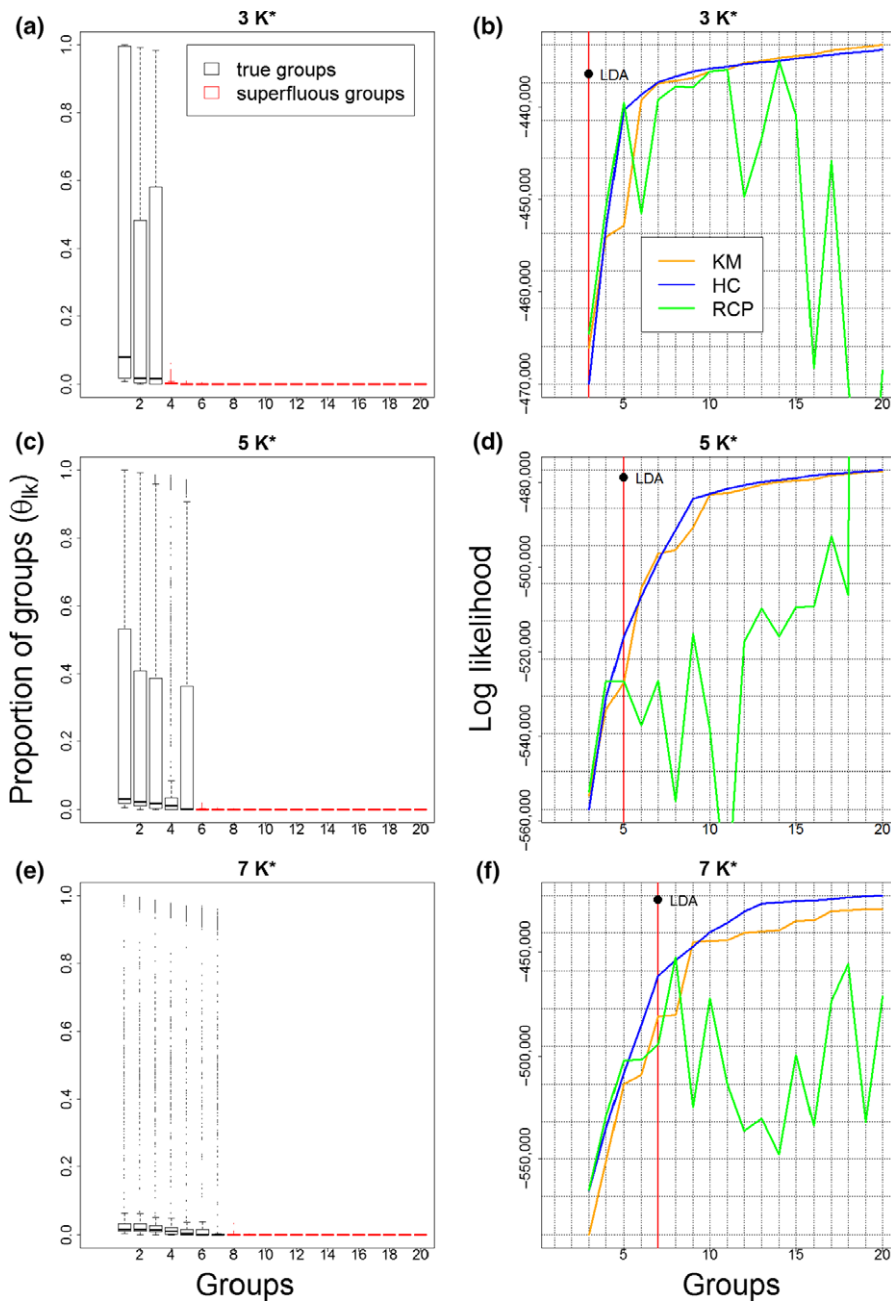 (a)
3 K*
true groups
superfluous groups
1.0
0.8
0.6
0.4
0.2
0.0
2 4 6 8 10 12 14 16 18 20
(b)
3 K*
LDA
KM
HC
RCP
−440,000
−450,000
−460,000
−470,000
5 10 15 20
(c)
5 K*
1.0
0.8
0.6
0.4
0.2
0.0
2 4 6 8 10 12 14 16 18 20
Proportion of groups (θlk)
(d)
5 K*
LDA
−480,000
−500,000
−520,000
−540,000
−560,000
5 10 15 20
Log likelihood
(e)
7 K*
1.0
0.8
0.6
0.4
0.2
0.0
2 4 6 8 10 12 14 16 18 20
Groups
(f)
7 K*
LDA
−450,000
−500,000
−550,000
5 10 15 20
Groups